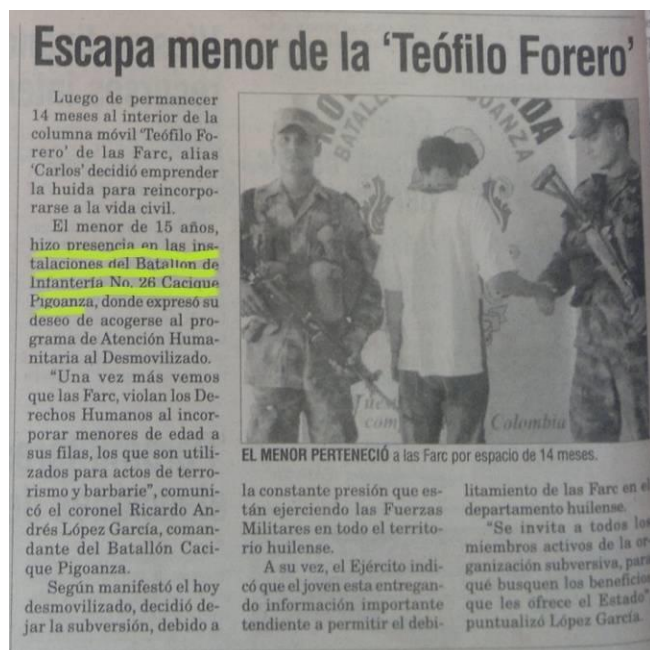 Escapa menor de la 'Teófilo Forero'
Luego de permanecer
14 meses al interior de la
columna móvil 'Teófilo Fo-
rero' de las Farc, alias
'Carlos' decidió emprender
la huida para reincorpo-
rarse a la vida civil.
El menor de 15 años,
hizo presencia en las ins-
talaciones del Batallón de
Infantería No. 26 Cacique
Pigoanza, donde expresó su
deseo de acogerse al pro-
grama de Atención Huma-
nitaria al Desmovilizado.
"Una vez más vemos
que las Farc, violan los De-
rechos Humanos al incor-
porar menores de edad a
sus filas, los que son utili-
zados para actos de terro-
rismo y barbarie", comuni-
có el coronel Ricardo An-
drés López García, coman-
dante del Batallón Caci-
que Pigoanza.
Según manifestó el hoy
desmovilizado, decidió de-
jar la subversión, debido a
BATALL
GOANZA
Colombia
EL MENOR PERTENECIÓ a las Farc por espacio de 14 meses.
la constante presión que es-
tán ejerciendo las Fuerzas
Militares en todo el territo-
rio huilense.
A su vez, el Ejército indi-
có que el joven esta entregan-
do información importante
tendiente a permitir el debi-
litamiento de las Farc en el
departamento huilense.
"Se invita a todos los
miembros activos de la or-
ganización subversiva, para
qué busquen los beneficios
que les ofrece el Estado"
puntualizó López García.